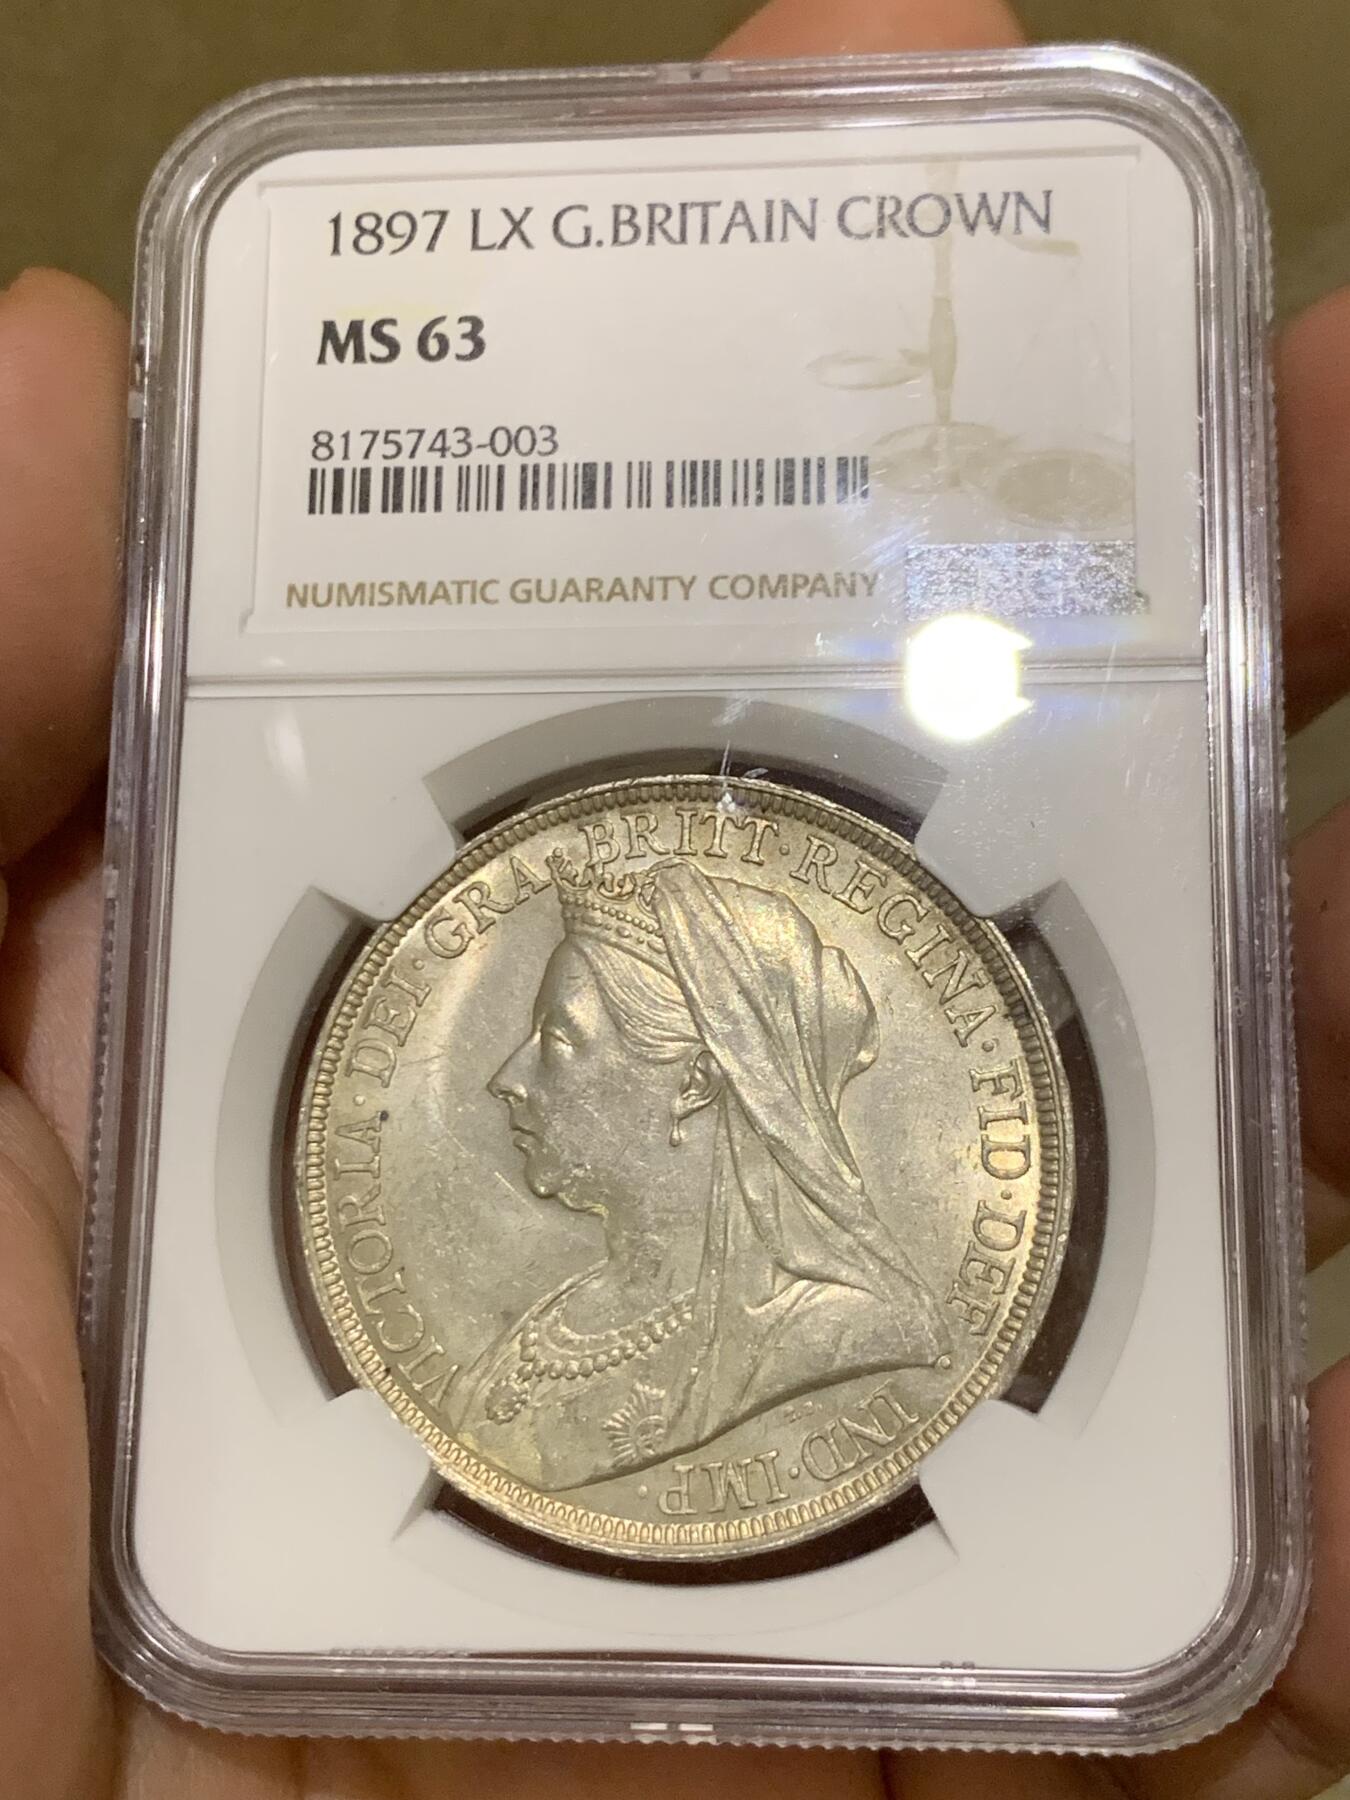 1897 LX G.BRITAIN CROWN
MS 63
8175743-003
NUMISMATIC GUARANTY COMPANY
VICTORIA · DEI · GRA · BRITT · REGINA · FID · DEF · IND · IMP ·